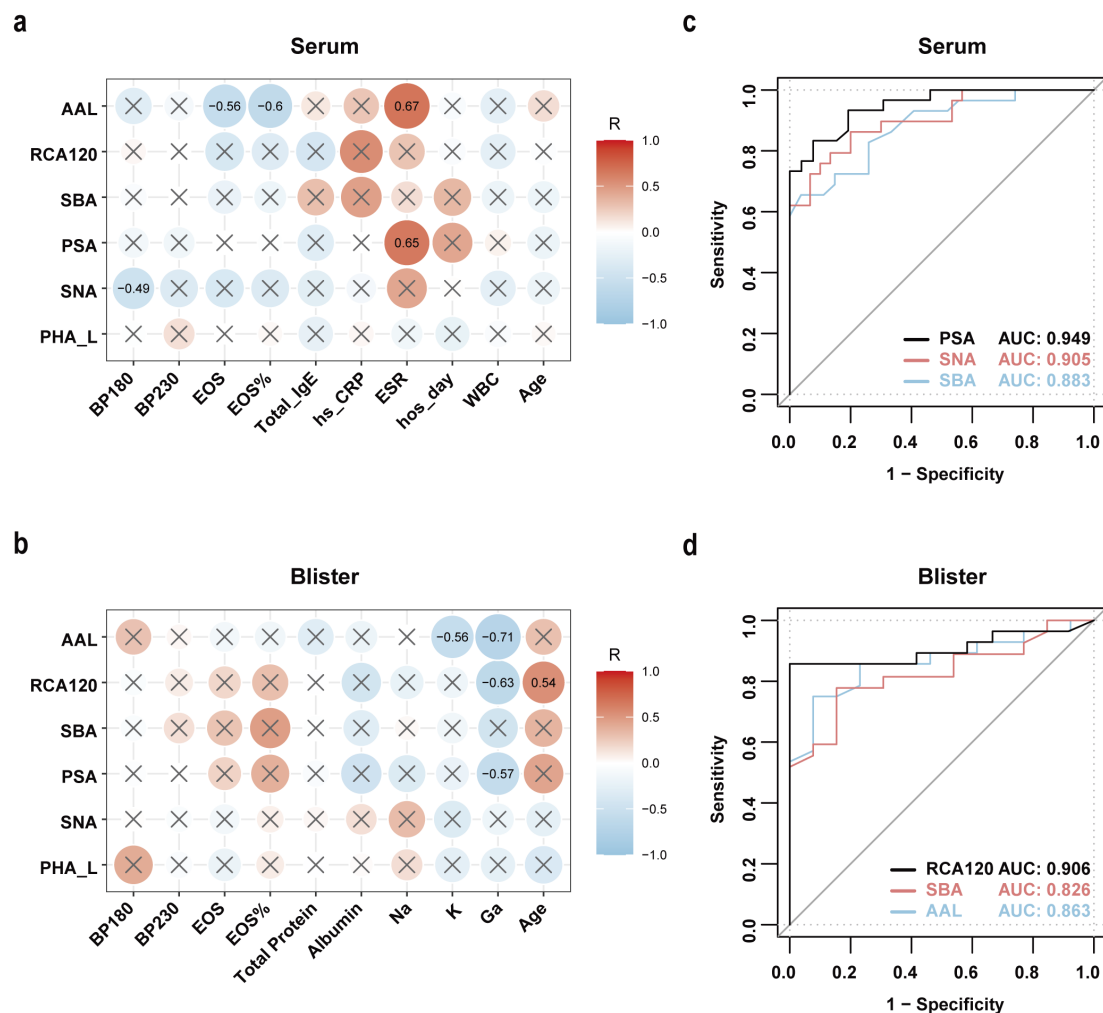 a
Serum
AAL
RCA120
SBA
PSA
SNA
PHA_L
−0.56
−0.6
0.67
0.65
−0.49
BP180
BP230
EOS
EOS%
Total_IgE
hs_CRP
ESR
hos_day
WBC
Age
R
1.0
0.5
0.0
−0.5
−1.0
c
Serum
Sensitivity
1.0
0.8
0.6
0.4
0.2
0.0
PSA AUC: 0.949
SNA AUC: 0.905
SBA AUC: 0.883
0.0 0.2 0.4 0.6 0.8 1.0
1 − Specificity
b
Blister
AAL
RCA120
SBA
PSA
SNA
PHA_L
−0.56
−0.71
−0.63
0.54
−0.57
BP180
BP230
EOS
EOS%
Total Protein
Albumin
Na
K
Ga
Age
R
1.0
0.5
0.0
−0.5
−1.0
d
Blister
Sensitivity
1.0
0.8
0.6
0.4
0.2
0.0
RCA120 AUC: 0.906
SBA AUC: 0.826
AAL AUC: 0.863
0.0 0.2 0.4 0.6 0.8 1.0
1 − Specificity